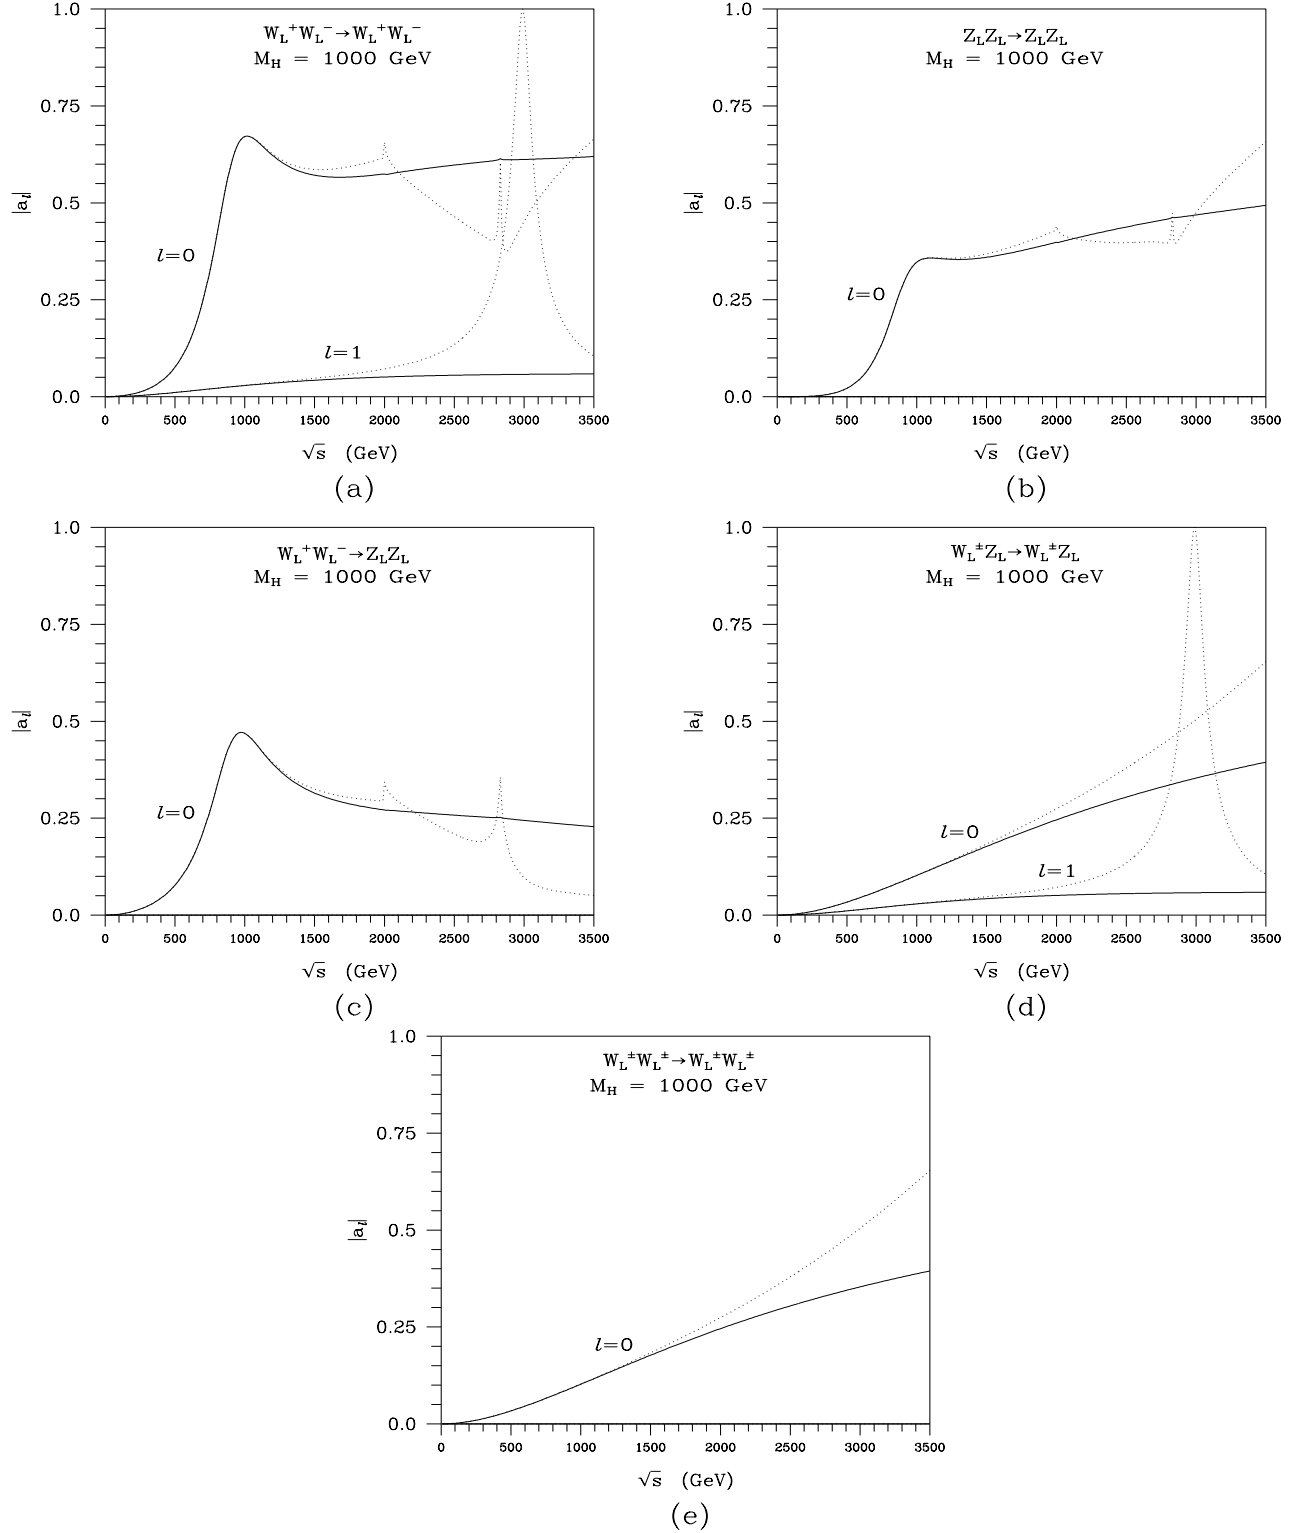 W_L⁺W_L⁻→W_L⁺W_L⁻
M_H = 1000 GeV
1.0
0.75
0.5
0.25
0.0
|a_l|
l=0
l=1
0 500 1000 1500 2000 2500 3000 3500
√s (GeV)
(a)
Z_LZ_L→Z_LZ_L
M_H = 1000 GeV
1.0
0.75
0.5
0.25
0.0
|a_l|
l=0
0 500 1000 1500 2000 2500 3000 3500
√s (GeV)
(b)
W_L⁺W_L⁻→Z_LZ_L
M_H = 1000 GeV
1.0
0.75
0.5
0.25
0.0
|a_l|
l=0
0 500 1000 1500 2000 2500 3000 3500
√s (GeV)
(c)
W_L±Z_L→W_L±Z_L
M_H = 1000 GeV
1.0
0.75
0.5
0.25
0.0
|a_l|
l=0
l=1
0 500 1000 1500 2000 2500 3000 3500
√s (GeV)
(d)
W_L±W_L±→W_L±W_L±
M_H = 1000 GeV
1.0
0.75
0.5
0.25
0.0
|a_l|
l=0
0 500 1000 1500 2000 2500 3000 3500
√s (GeV)
(e)